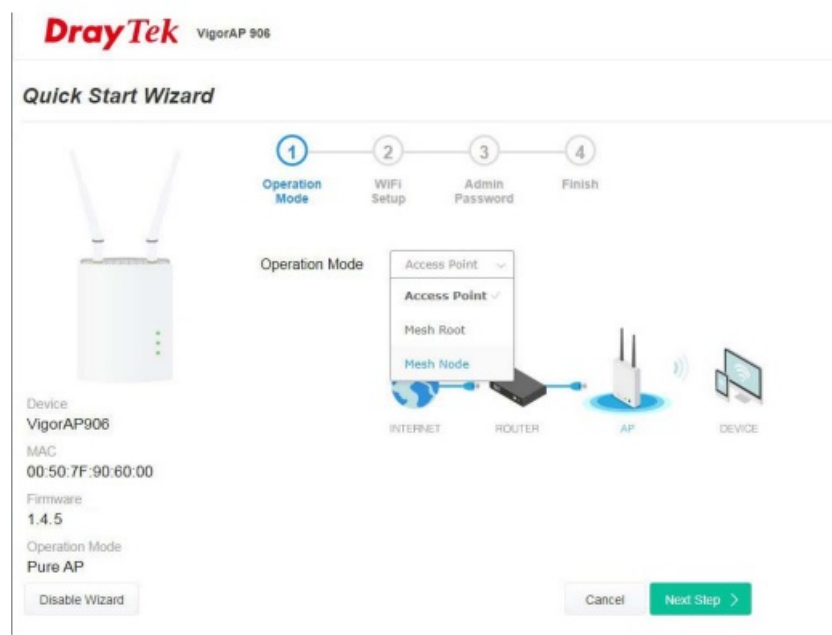 DrayTek VigorAP 906
Quick Start Wizard
1 2 3 4
Operation Mode
WiFi Setup
Admin Password
Finish
Operation Mode Access Point
Access Point
Mesh Root
Mesh Node
INTERNET ROUTER AP DEVICE
Device
VigorAP906
MAC
00:50:7F:90:60:00
Firmware
1.4.5
Operation Mode
Pure AP
Disable Wizard Cancel Next Step